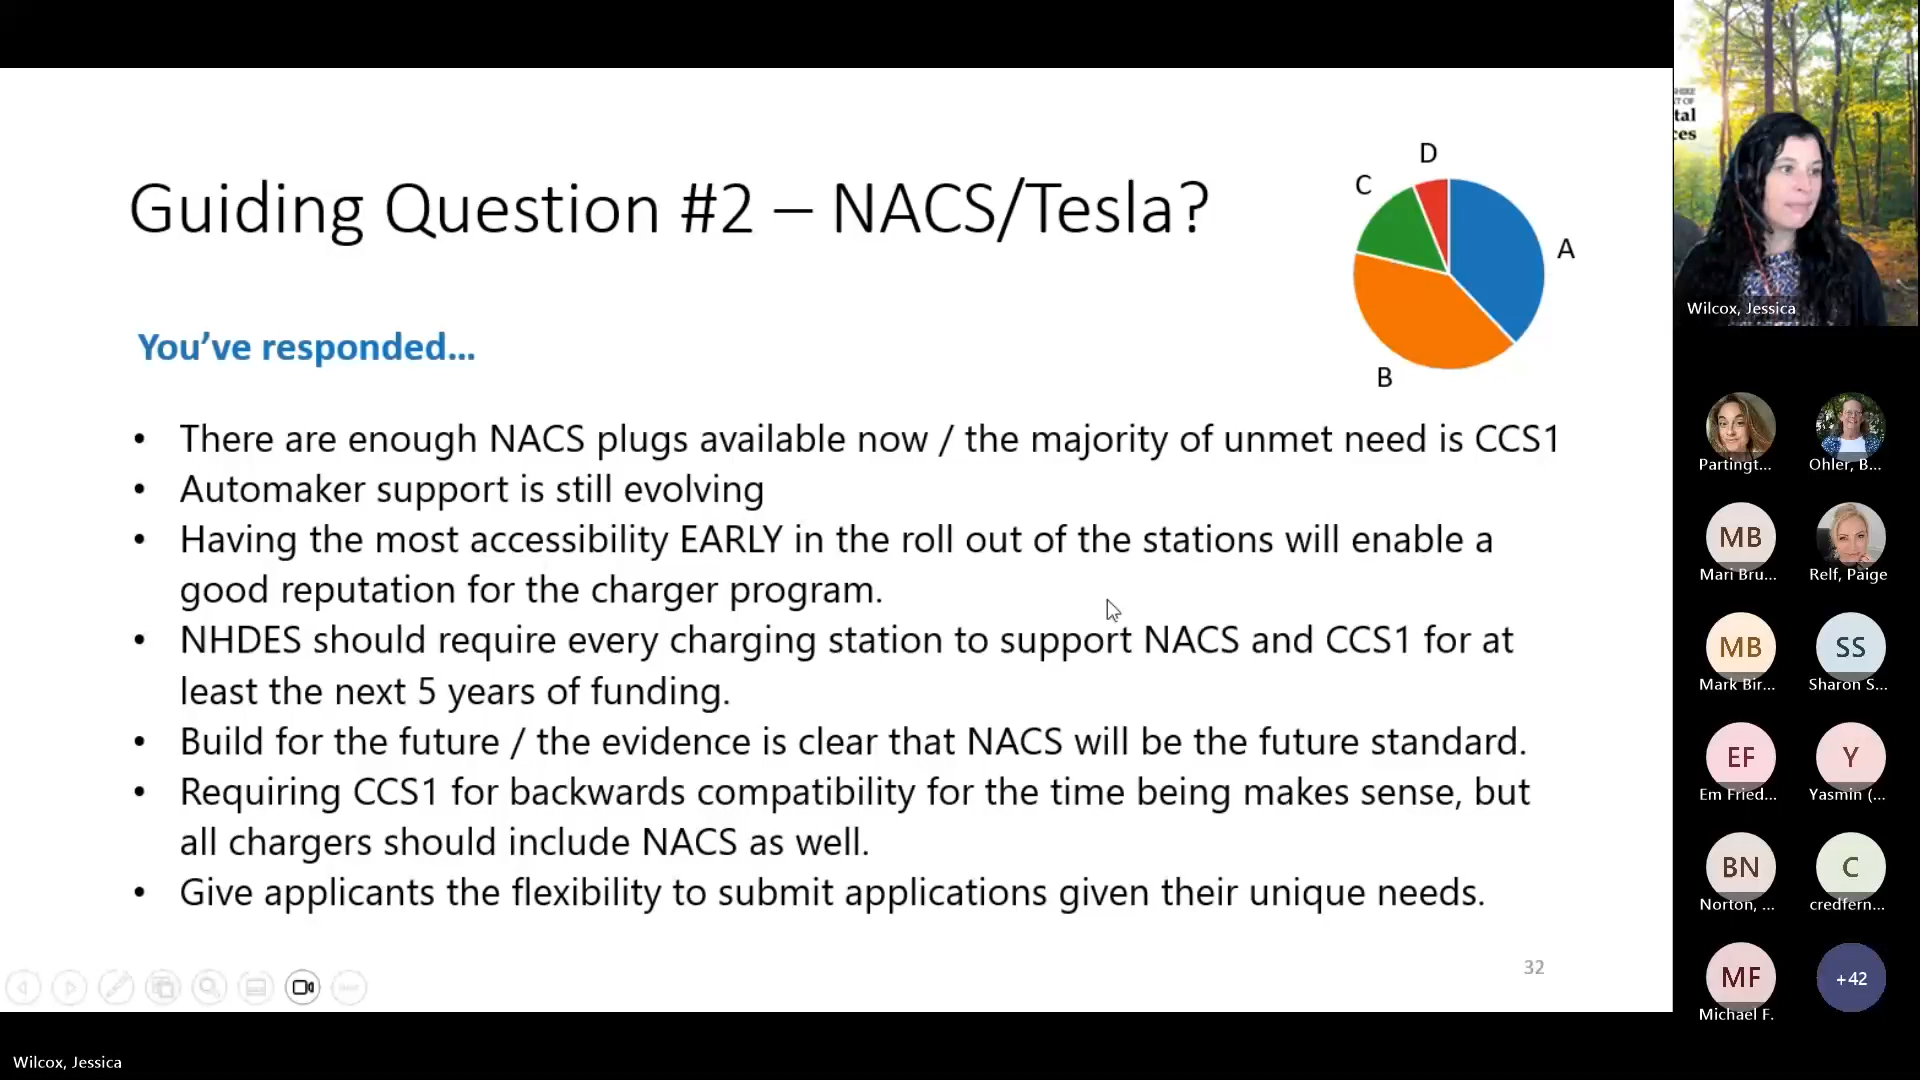 Guiding Question #2 – NACS/Tesla?
D
C
A
B
You’ve responded...
• There are enough NACS plugs available now / the majority of unmet need is CCS1
• Automaker support is still evolving
• Having the most accessibility EARLY in the roll out of the stations will enable a
good reputation for the charger program.
• NHDES should require every charging station to support NACS and CCS1 for at
least the next 5 years of funding.
• Build for the future / the evidence is clear that NACS will be the future standard.
• Requiring CCS1 for backwards compatibility for the time being makes sense, but
all chargers should include NACS as well.
• Give applicants the flexibility to submit applications given their unique needs.
32
Wilcox, Jessica
tal
ces
Wilcox, Jessica
Partingt...
Ohler, B...
MB
Mari Bru...
Relf, Paige
MB
Mark Bir...
SS
Sharon S...
EF
Em Fried...
Y
Yasmin (...
BN
Norton, ...
C
credfern...
MF
Michael F.
+42